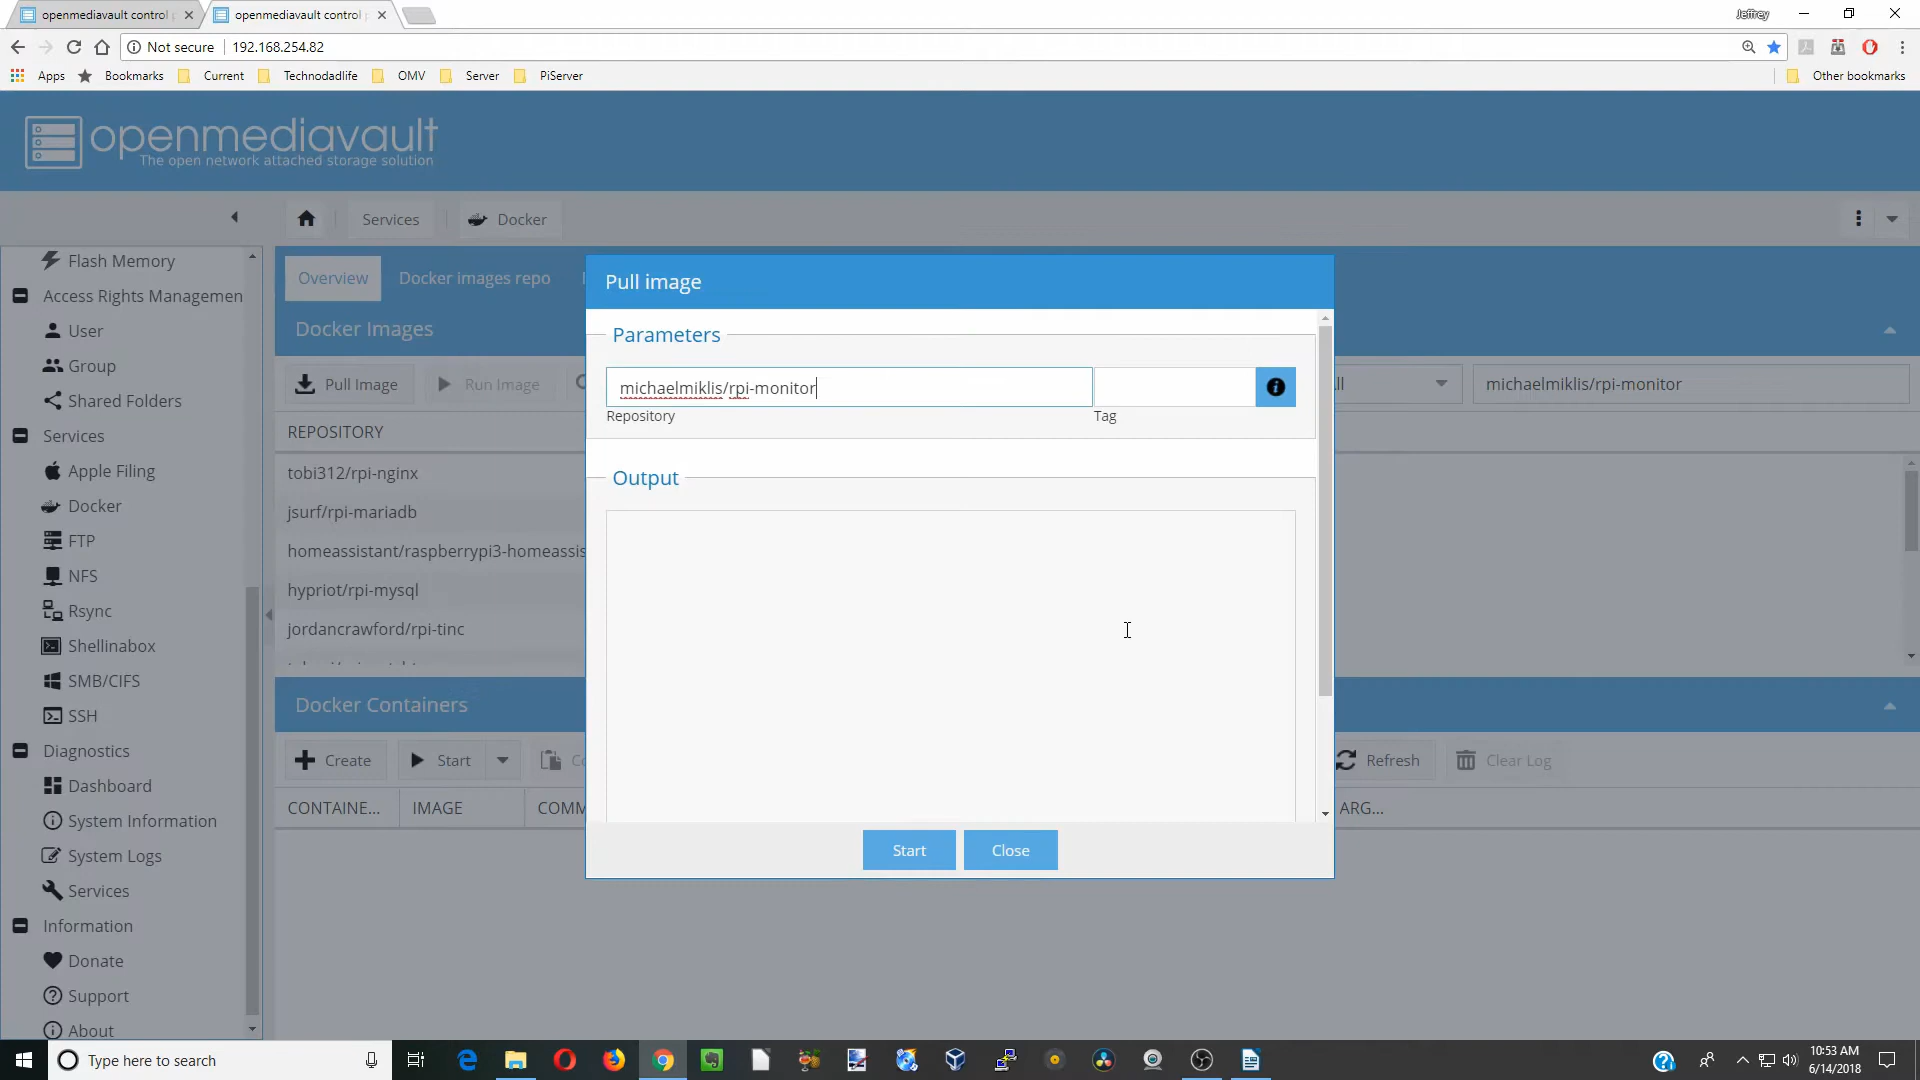 openmediavault control
openmediavault control p
Jeffrey
Not secure
192.168.254.82
Apps
Bookmarks
Current
Technodadlife
OMV
Server
PiServer
Other bookmarks
openmediavault
The open network attached storage solution
Services
Docker
Flash Memory
Access Rights Managemen
User
Group
Shared Folders
Services
Apple Filing
Docker
FTP
NFS
Rsync
Shellinabox
SMB/CIFS
SSH
Diagnostics
Dashboard
System Information
System Logs
Services
Information
Donate
Support
About
Overview
Docker images repo
Docker Images
Pull Image
Run Image
michaelmiklis/rpi-monitor
REPOSITORY
tobi312/rpi-nginx
jsurf/rpi-mariadb
homeassistant/raspberrypi3-homeassis
hypriot/rpi-mysql
jordancrawford/rpi-tinc
Docker Containers
Create
Start
Refresh
Clear Log
CONTAINE...
IMAGE
COMM
ARG...
Pull image
Parameters
michaelmiklis/rpi-monitor
Repository
Tag
Output
Start
Close
Type here to search
10:53 AM
6/14/2018